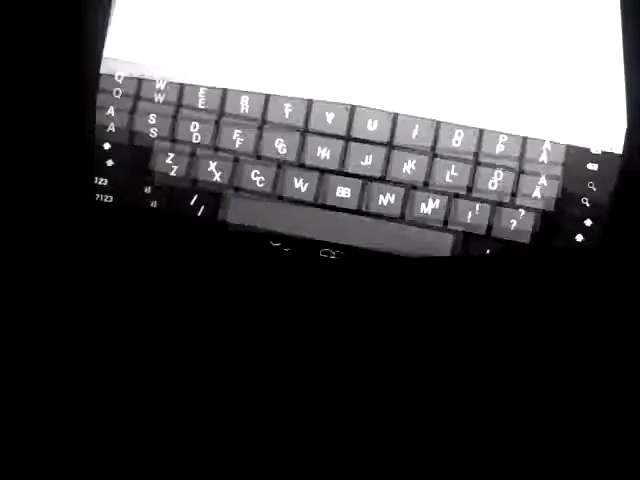 Q W E R T Y U I O P Å
A S D F G H J K L Ö Ä
Z X C V B N M ! ?
?123 /